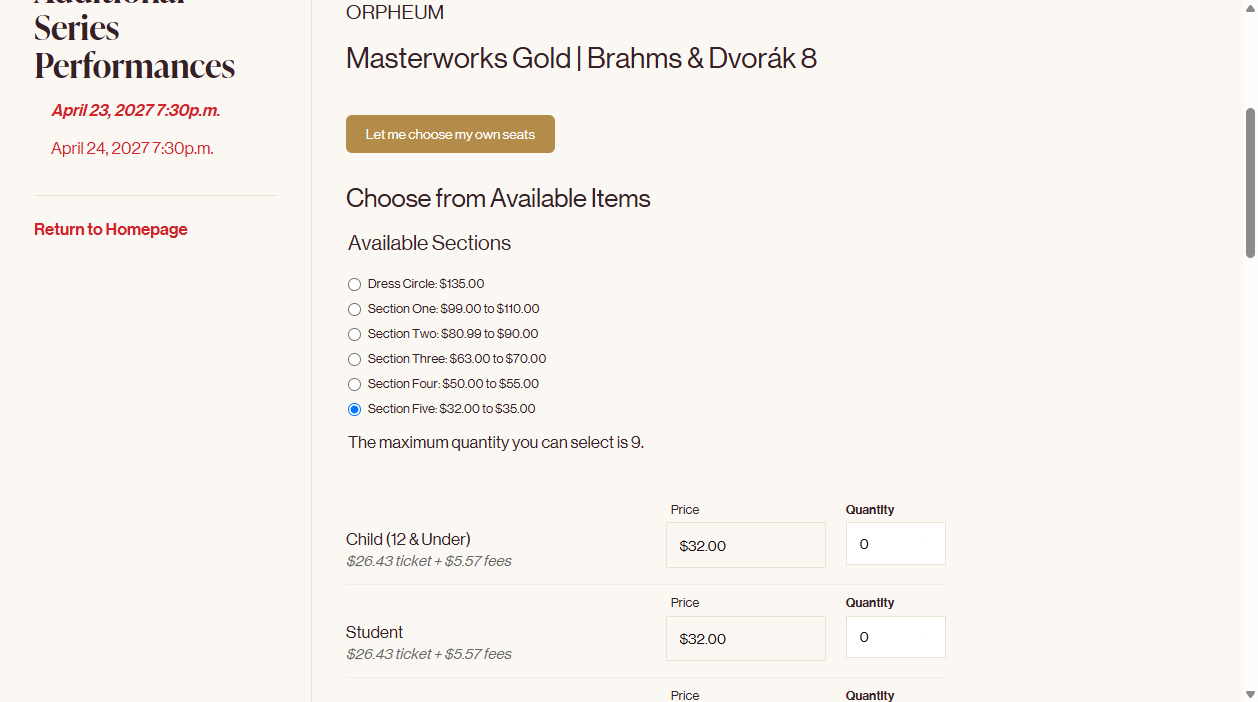 Additional
Series
Performances
April 23, 2027 7:30p.m.
April 24, 2027 7:30p.m.
Return to Homepage
ORPHEUM
Masterworks Gold | Brahms & Dvorák 8
Let me choose my own seats
Choose from Available Items
Available Sections
Dress Circle: $135.00
Section One: $99.00 to $110.00
Section Two: $80.99 to $90.00
Section Three: $63.00 to $70.00
Section Four: $50.00 to $55.00
Section Five: $32.00 to $35.00
The maximum quantity you can select is 9.
Price Quantity
Child (12 & Under) $32.00 0
$26.43 ticket + $5.57 fees
Price Quantity
Student $32.00 0
$26.43 ticket + $5.57 fees
Price Quantity